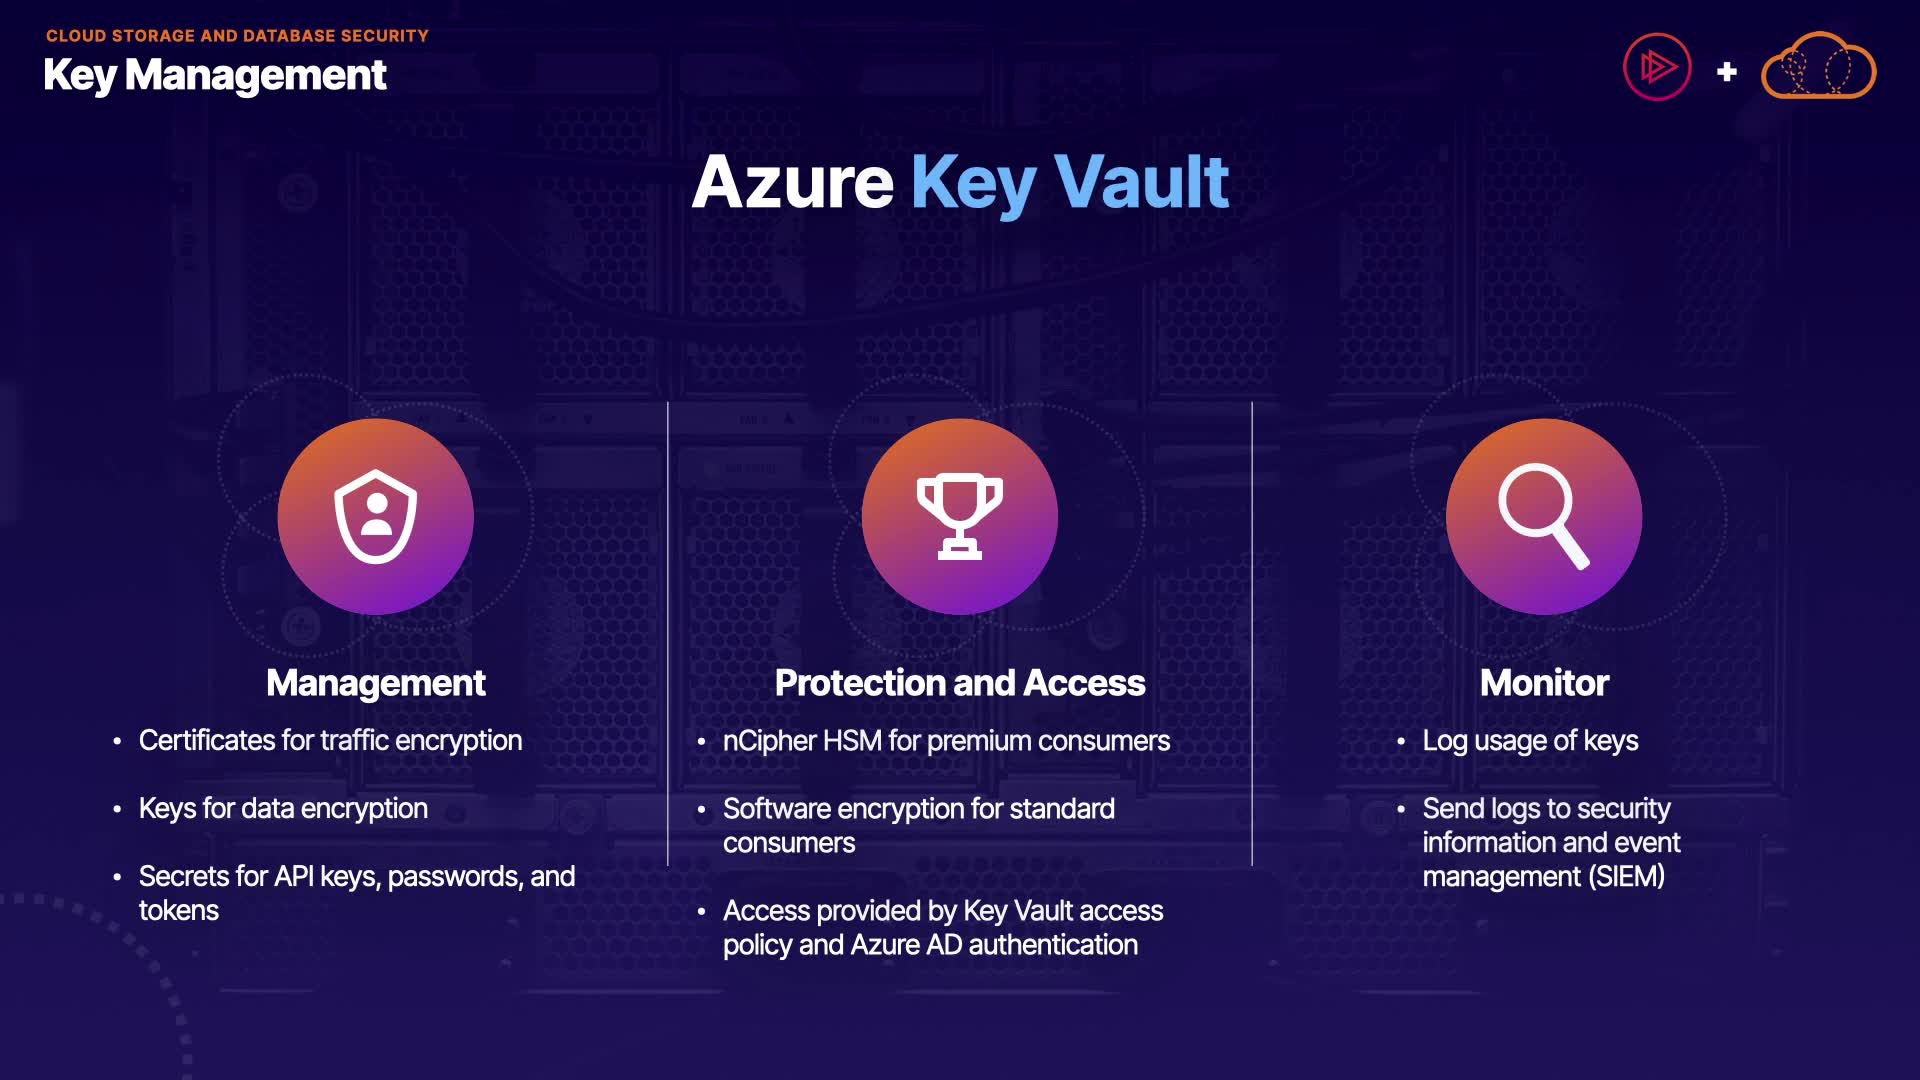 CLOUD STORAGE AND DATABASE SECURITY
Key Management
Azure Key Vault
Management
• Certificates for traffic encryption
• Keys for data encryption
• Secrets for API keys, passwords, and
tokens
Protection and Access
• nCipher HSM for premium consumers
• Software encryption for standard
consumers
• Access provided by Key Vault access
policy and Azure AD authentication
Monitor
• Log usage of keys
• Send logs to security
information and event
management (SIEM)